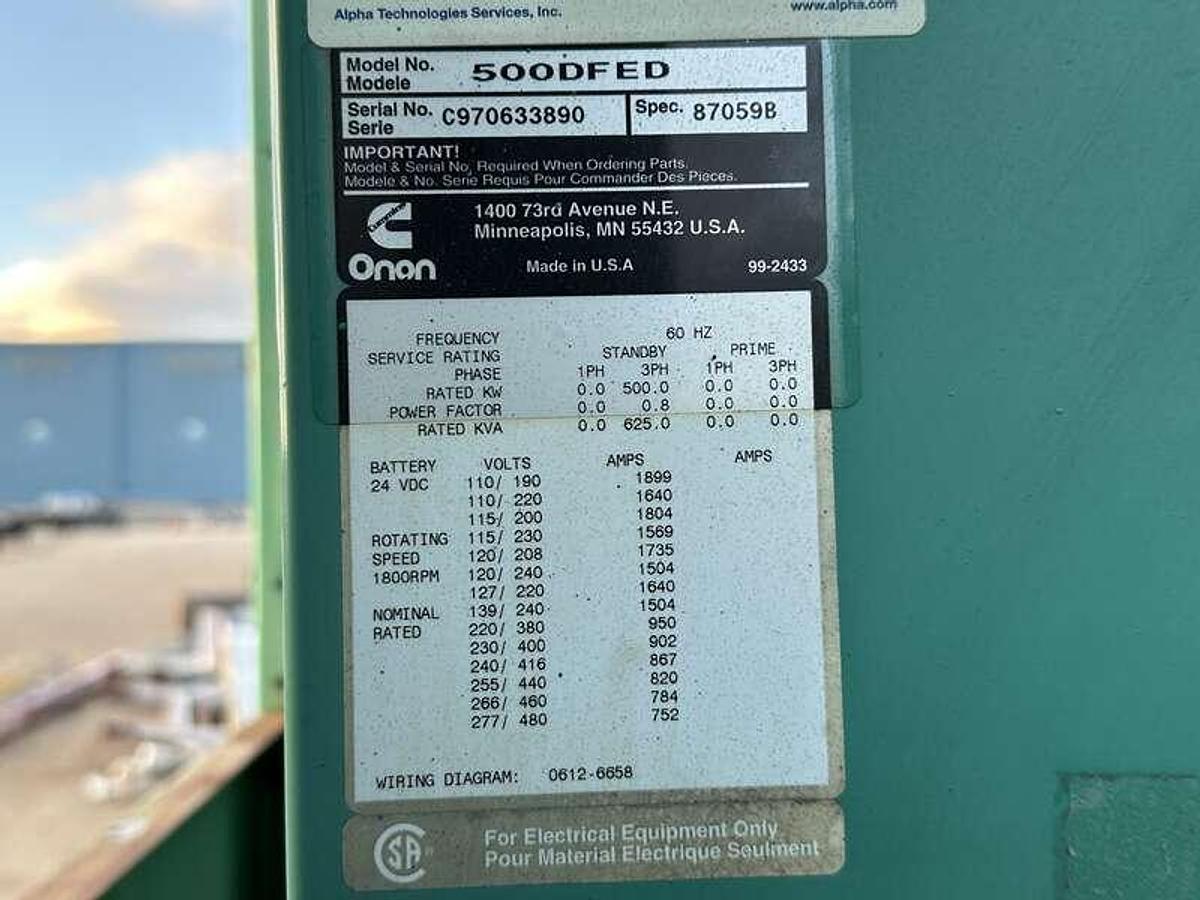 Alpha Technologies Services, Inc. www.alpha.com
Model No. 500DFED
Modele
Serial No. C970633890 Spec. 87059B
Serie
IMPORTANT!
Model & Serial No, Required When Ordering Parts.
Modele & No. Serie Requis Pour Commander Des Pieces.
Cummins
1400 73rd Avenue N.E.
Minneapolis, MN 55432 U.S.A.
Onan Made in U.S.A 99-2433
FREQUENCY 60 HZ
SERVICE RATING STANDBY PRIME
PHASE 1PH 3PH 1PH 3PH
RATED KW 0.0 500.0 0.0 0.0
POWER FACTOR 0.0 0.8 0.0 0.0
RATED KVA 0.0 625.0 0.0 0.0
BATTERY VOLTS AMPS AMPS
24 VDC 110/ 190 1899
110/ 220 1640
115/ 200 1804
ROTATING 115/ 230 1569
SPEED 120/ 208 1735
1800RPM 120/ 240 1504
127/ 220 1640
NOMINAL 139/ 240 1504
RATED 220/ 380 950
230/ 400 902
240/ 416 867
255/ 440 820
266/ 460 784
277/ 480 752
WIRING DIAGRAM: 0612-6658
CSA ®
For Electrical Equipment Only
Pour Material Electrique Seulment